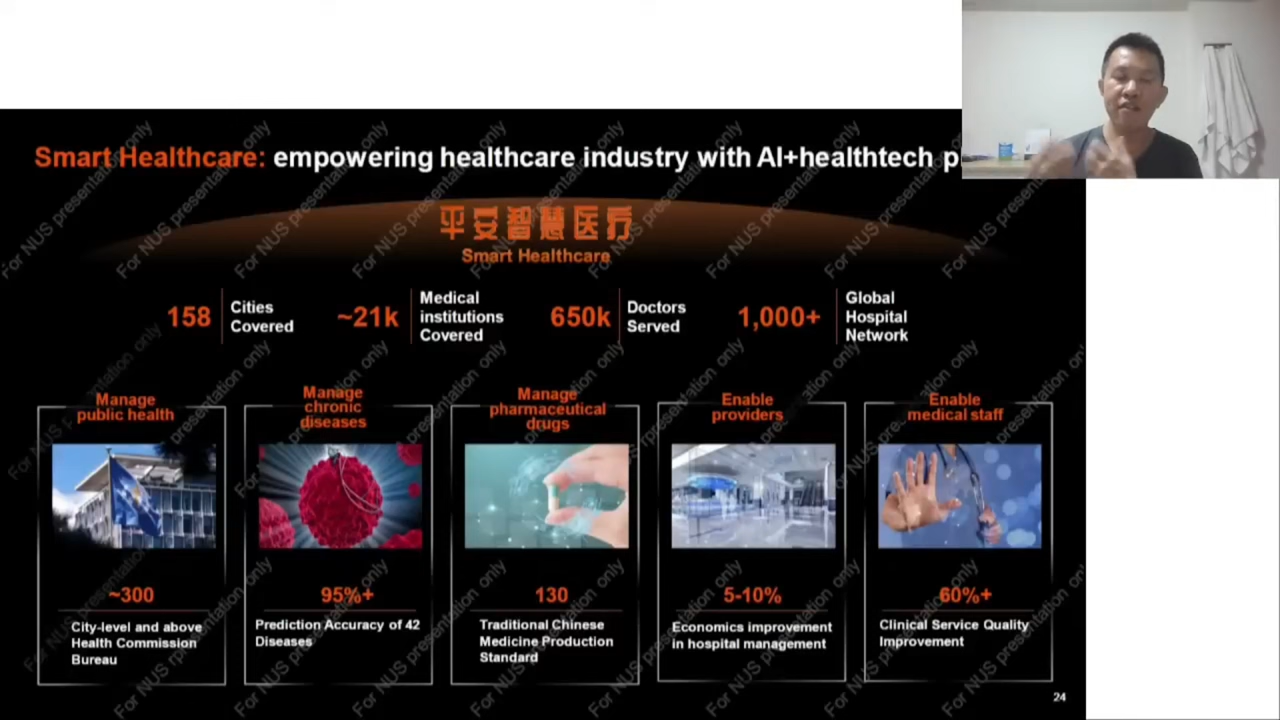 Smart Healthcare: empowering healthcare industry with AI+healthtech
平安智慧医疗
Smart Healthcare
158
Cities
Covered
~21k
Medical
institutions
Covered
650k
Doctors
Served
1,000+
Global
Hospital
Network
Manage
public health
~300
City-level and above
Health Commission
Bureau
Manage
chronic
diseases
95%+
Prediction Accuracy of 42
Diseases
Manage
pharmaceutical
drugs
130
Traditional Chinese
Medicine Production
Standard
Enable
providers
5-10%
Economics improvement
in hospital management
Enable
medical staff
60%+
Clinical Service Quality
Improvement
24
For NUS presentation only